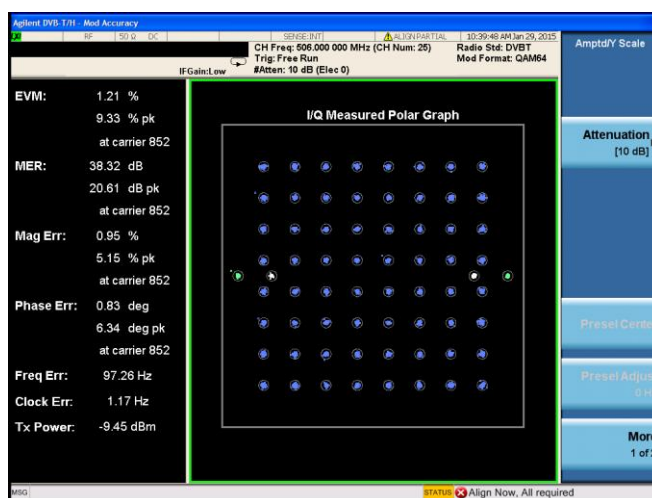 Agilent DVB-T/H - Mod Accuracy
RF 50 Ω DC SENSE:INT ALIGN PARTIAL 10:39:48 AM Jan 29, 2015
CH Freq: 506.000 000 MHz (CH Num: 25) Radio Std: DVBT
Trig: Free Run Mod Format: QAM64
IFGain:Low #Atten: 10 dB (Elec 0)
Amptd/Y Scale
EVM: 1.21 %
9.33 % pk
at carrier 852
MER: 38.32 dB
20.61 dB pk
at carrier 852
Mag Err: 0.95 %
5.15 % pk
at carrier 852
Phase Err: 0.83 deg
6.34 deg pk
at carrier 852
Freq Err: 97.26 Hz
Clock Err: 1.17 Hz
Tx Power: -9.45 dBm
I/Q Measured Polar Graph
Attenuation
[10 dB]
Presel Cente
Presel Adjus
0 H
More
1 of
MSG STATUS Align Now, All required